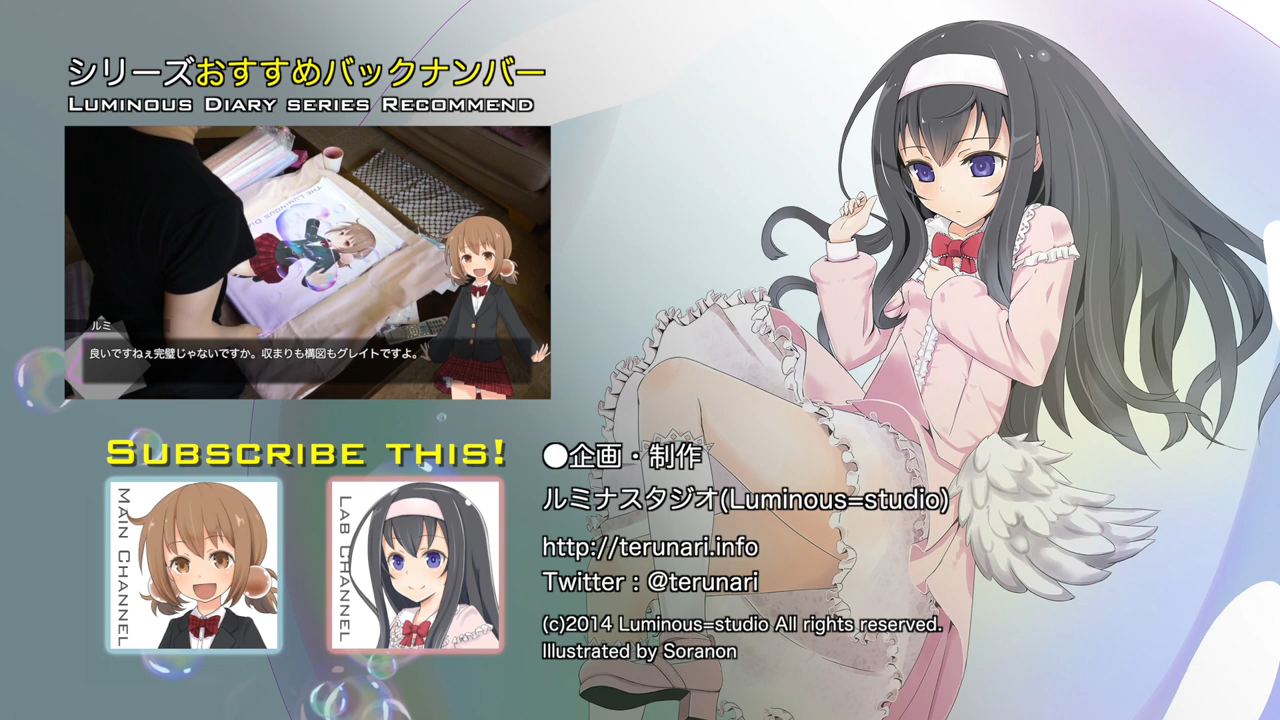 シリーズおすすめバックナンバー
Luminous Diary series Recommend
The Luminous D
ルミ
良いですねぇ完璧じゃないですか。収まりも構図もグレイトですよ。
Subscribe this!
Main Channel
Lab Channel
●企画・制作
ルミナスタジオ(Luminous=studio)
http://terunari.info
Twitter : @terunari
(c)2014 Luminous=studio All rights reserved.
Illustrated by Soranon